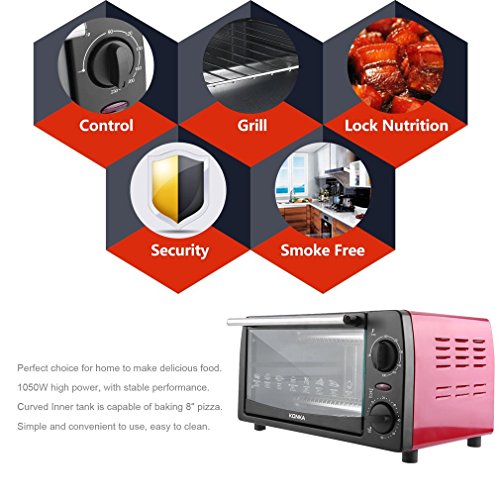 Control
Grill
Lock Nutrition
Security
Smoke Free
Perfect choice for home to make delicious food.
1050W high power, with stable performance.
Curved Inner tank is capable of baking 8" pizza.
Simple and convenient to use, easy to clean.
KONKA